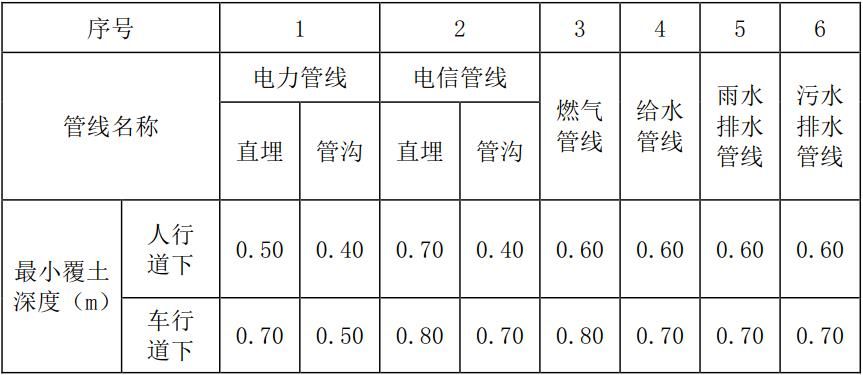 序号 1 2 3 4 5 6
管线名称 电力管线 电信管线 燃气管线 给水管线 雨水排水管线 污水排水管线
直埋 管沟 直埋 管沟
最小覆土深度（m） 人行道下 0.50 0.40 0.70 0.40 0.60 0.60 0.60 0.60
车行道下 0.70 0.50 0.80 0.70 0.80 0.70 0.70 0.70